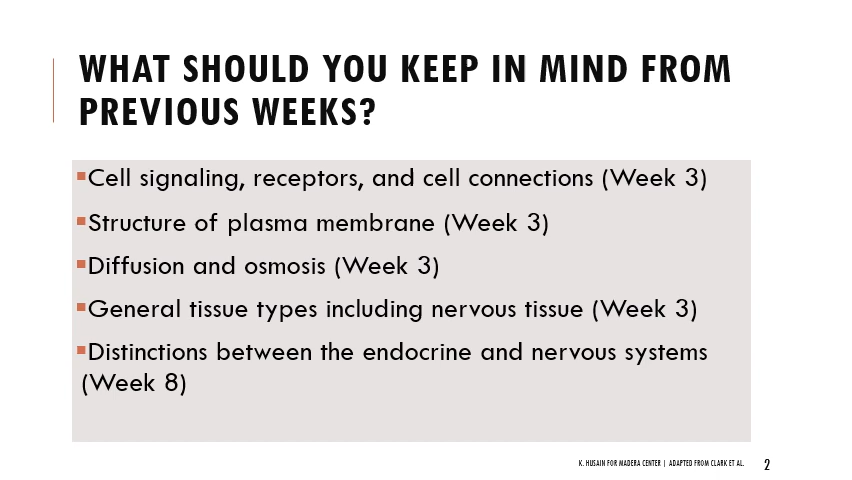 WHAT SHOULD YOU KEEP IN MIND FROM
PREVIOUS WEEKS?
▪Cell signaling, receptors, and cell connections (Week 3)
▪Structure of plasma membrane (Week 3)
▪Diffusion and osmosis (Week 3)
▪General tissue types including nervous tissue (Week 3)
▪Distinctions between the endocrine and nervous systems
(Week 8)
K. HUSAIN FOR MADERA CENTER | ADAPTED FROM CLARK ET AL.
2